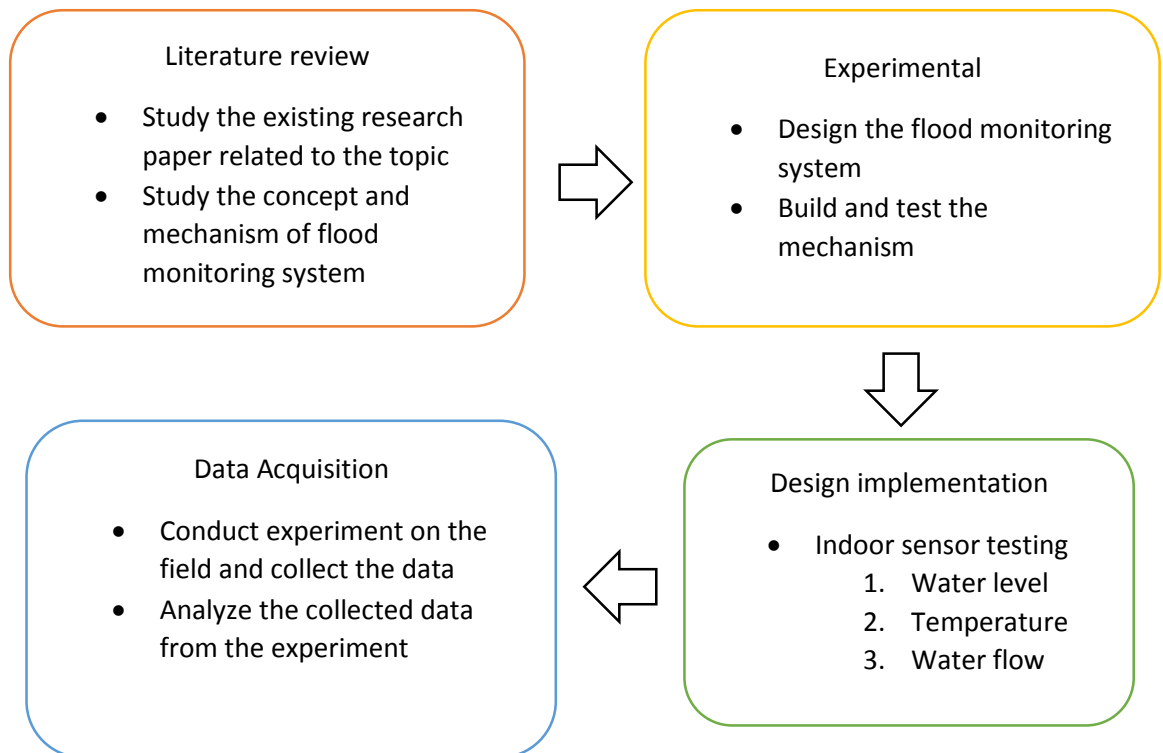 Literature review
• Study the existing research
paper related to the topic
• Study the concept and
mechanism of flood
monitoring system
Experimental
• Design the flood monitoring
system
• Build and test the
mechanism
Design implementation
• Indoor sensor testing
1. Water level
2. Temperature
3. Water flow
Data Acquisition
• Conduct experiment on the
field and collect the data
• Analyze the collected data
from the experiment